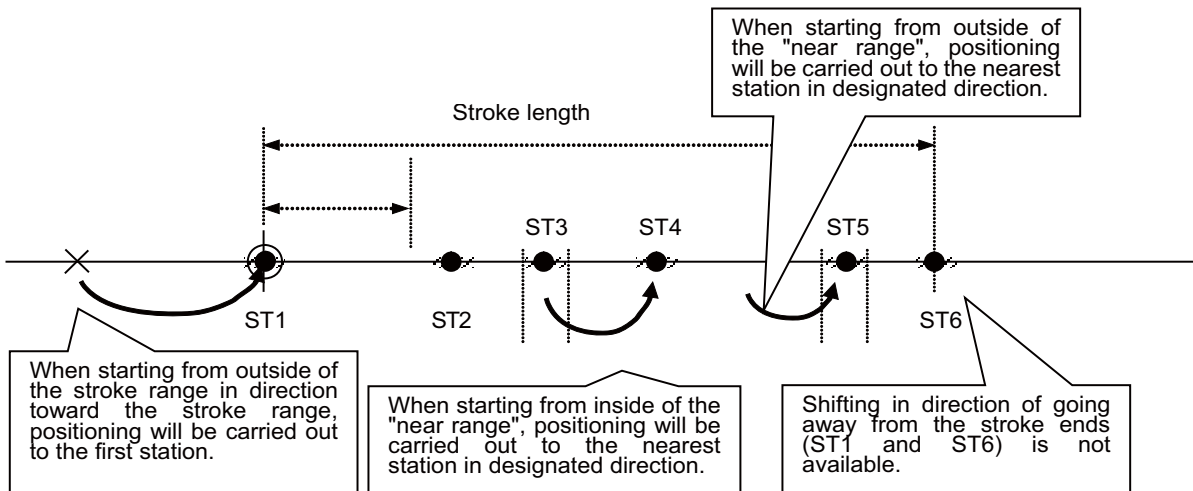 When starting from outside of
the "near range", positioning
will be carried out to the nearest
station in designated direction.
Stroke length
ST3
ST4
ST5
ST1
ST2
ST6
When starting from outside of
the stroke range in direction
toward the stroke range,
positioning will be carried out
to the first station.
When starting from inside of the
"near range", positioning will be
carried out to the nearest
station in designated direction.
Shifting in direction of going
away from the stroke ends
(ST1 and ST6) is not
available.